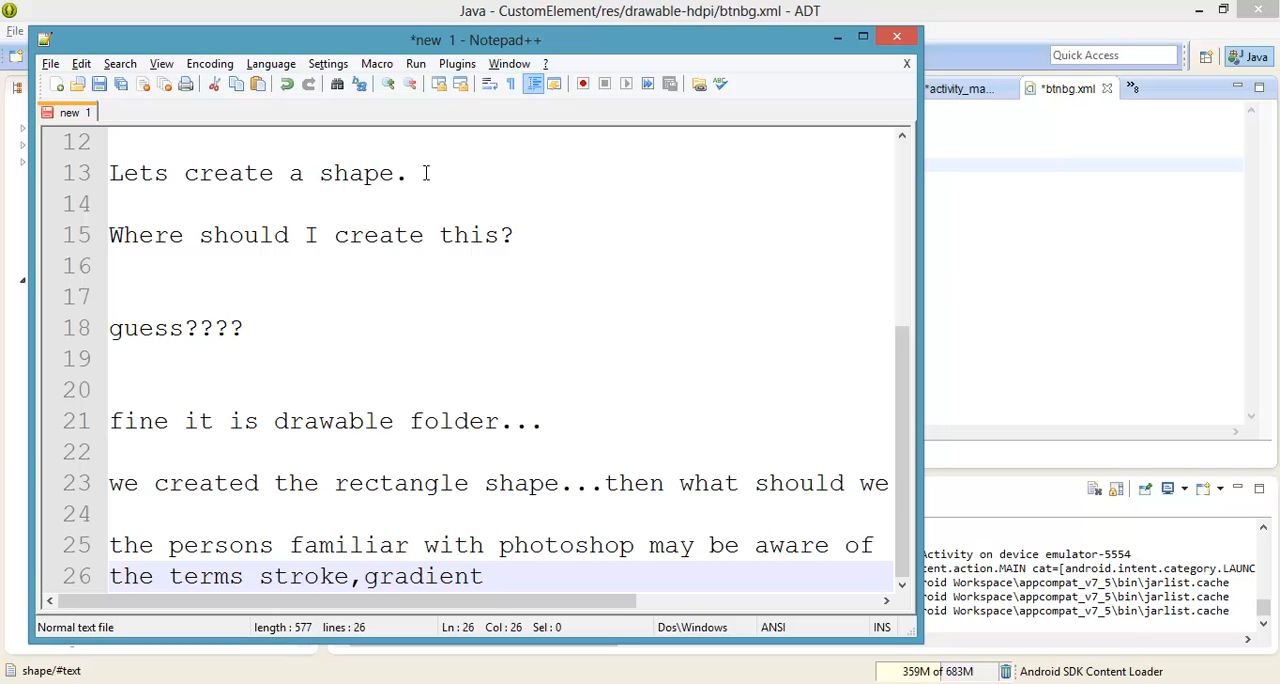 Java - CustomElement/res/drawable-hdpi/btnbg.xml - ADT
File
*new 1 - Notepad++
File Edit Search View Encoding Language Settings Macro Run Plugins Window ? X
Quick Access
Java
new 1
*activity_ma...
*btnbg.xml
»8
12
13 Lets create a shape.
14
15 Where should I create this?
16
17
18 guess????
19
20
21 fine it is drawable folder...
22
23 we created the rectangle shape...then what should we
24
25 the persons familiar with photoshop may be aware of
26 the terms stroke,gradient
Activity on device emulator-5554
ntent.action.MAIN cat=[android.intent.category.LAUNC
roid Workspace\appcompat_v7_5\bin\jarlist.cache
roid Workspace\appcompat_v7_5\bin\jarlist.cache
roid Workspace\appcompat_v7_5\bin\jarlist.cache
Normal text file length : 577 lines : 26 Ln : 26 Col : 26 Sel : 0 Dos\Windows ANSI INS
shape/#text
359M of 683M
Android SDK Content Loader